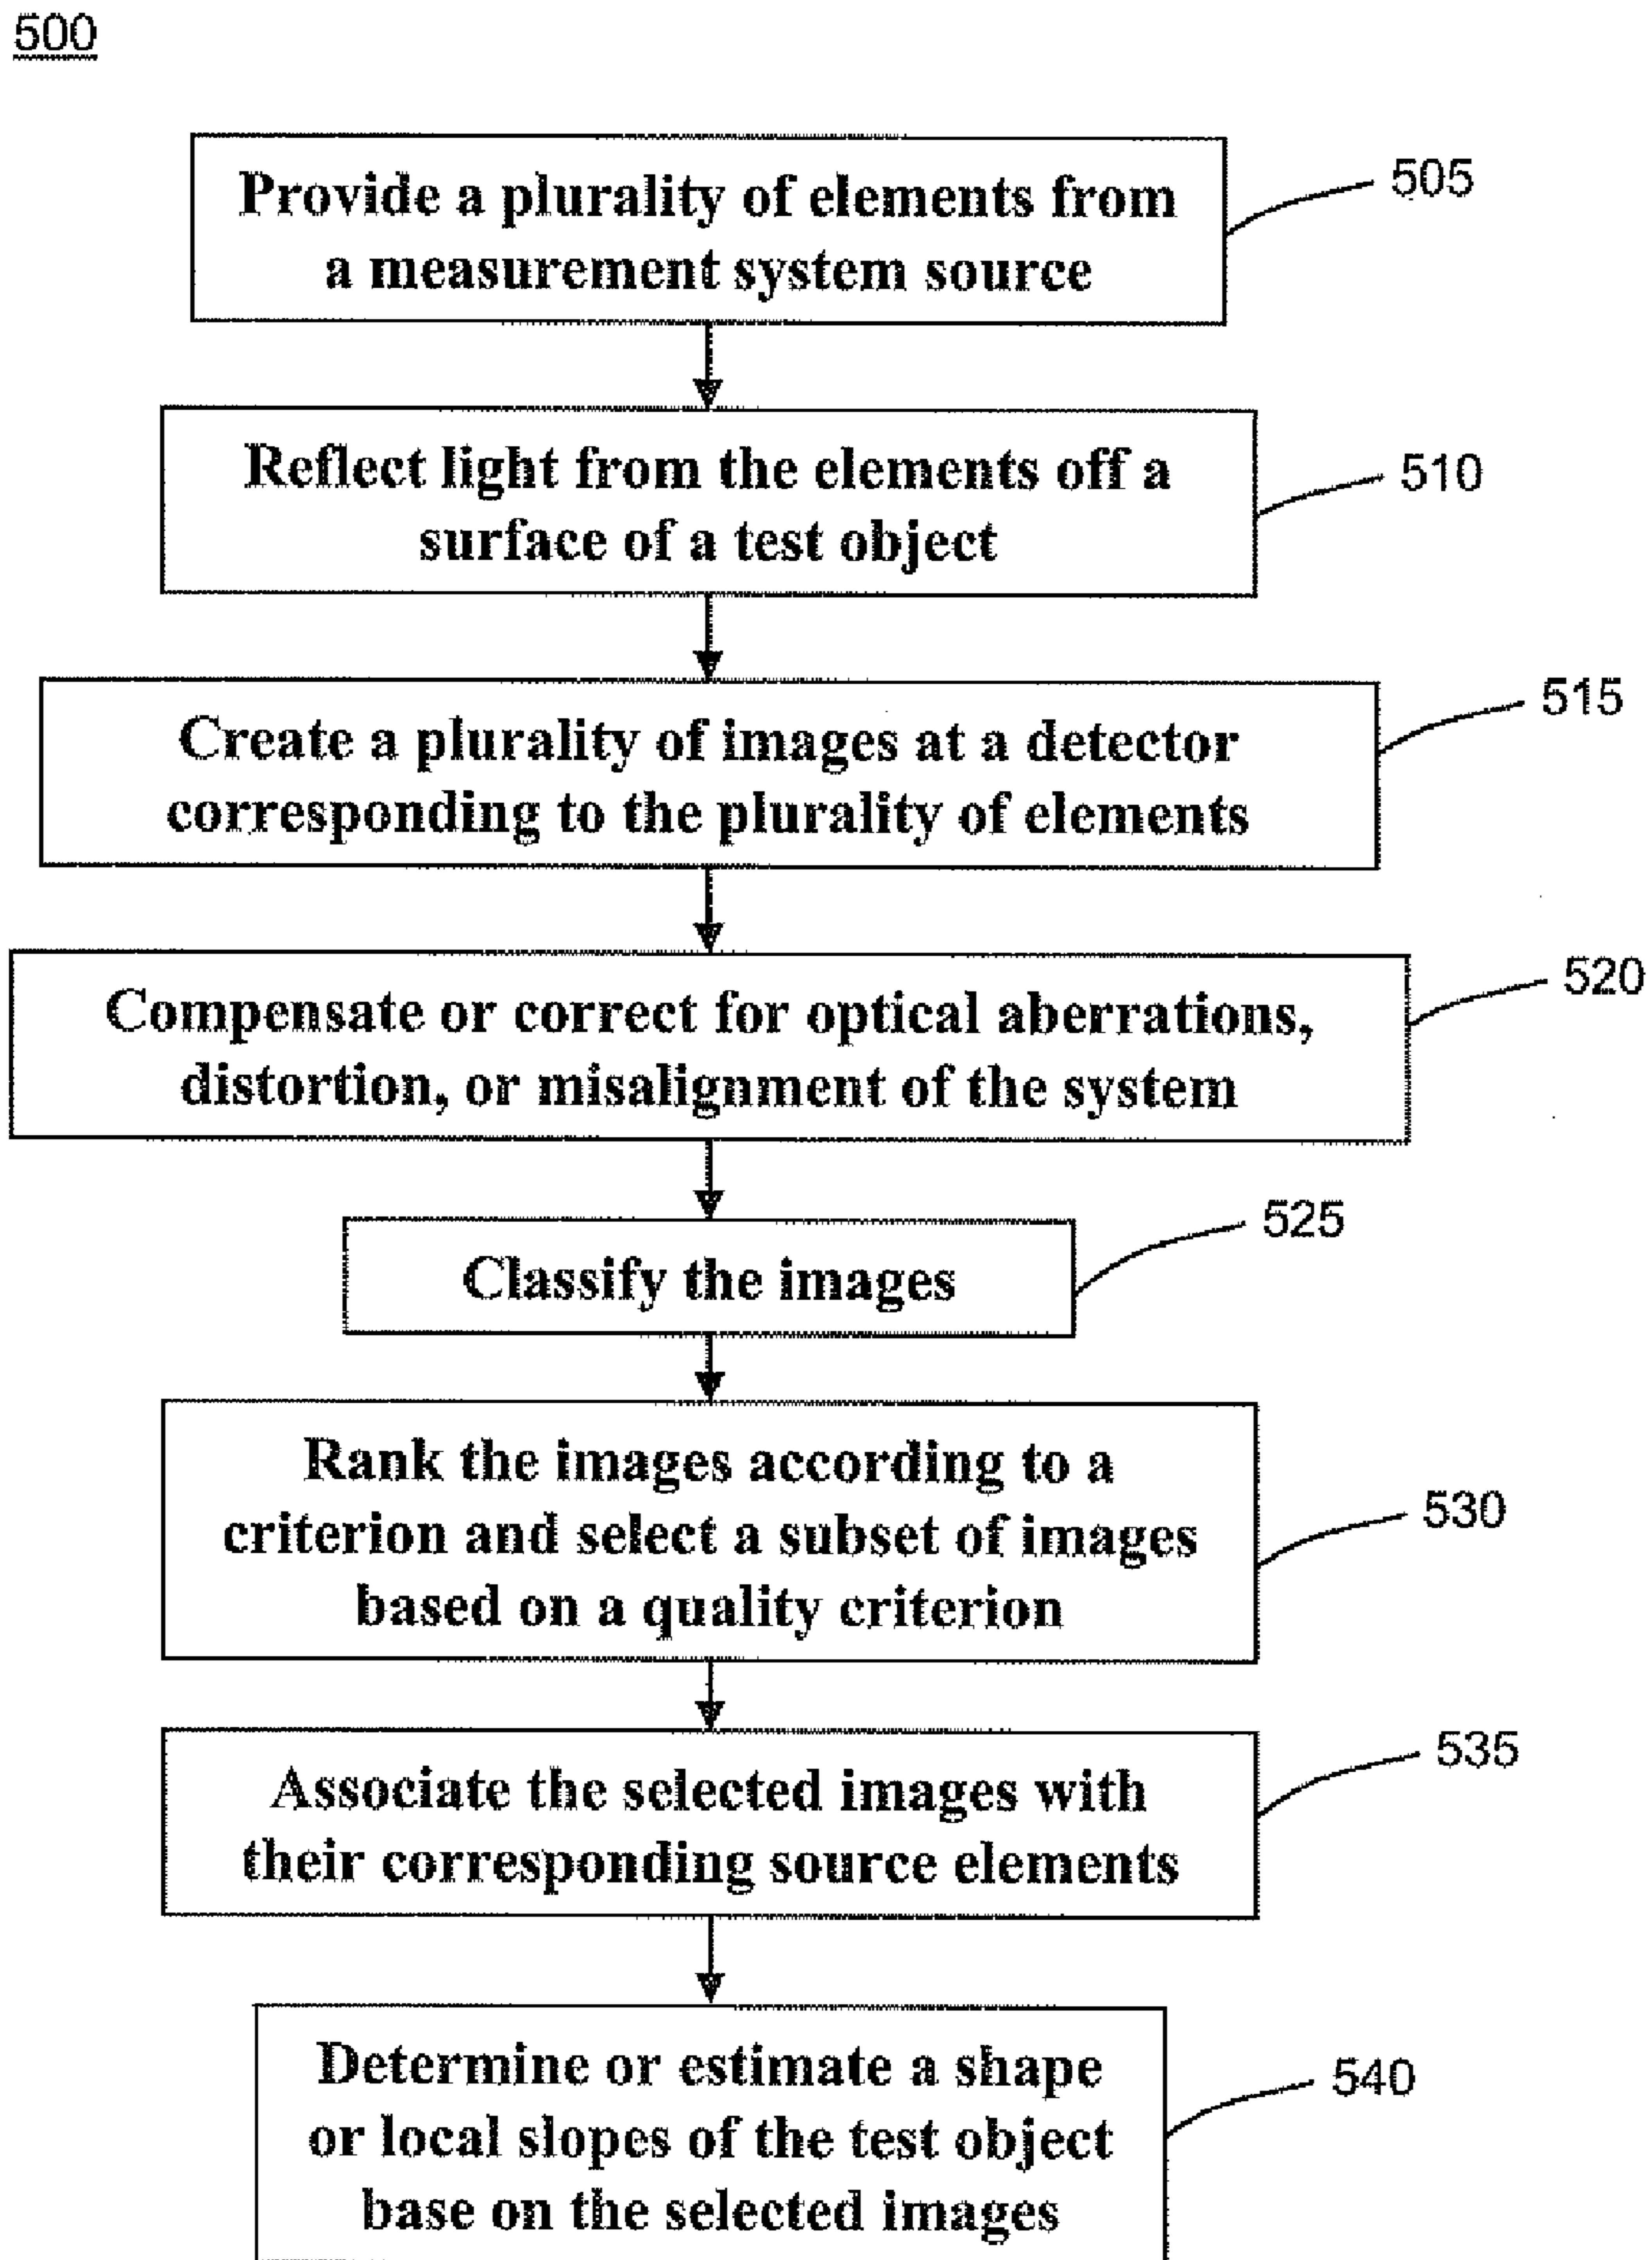 500
Provide a plurality of elements from
a measurement system source
505
Reflect light from the elements off a
surface of a test object
510
Create a plurality of images at a detector
corresponding to the plurality of elements
515
Compensate or correct for optical aberrations,
distortion, or misalignment of the system
520
Classify the images
525
Rank the images according to a
criterion and select a subset of images
based on a quality criterion
530
Associate the selected images with
their corresponding source elements
535
Determine or estimate a shape
or local slopes of the test object
base on the selected images
540